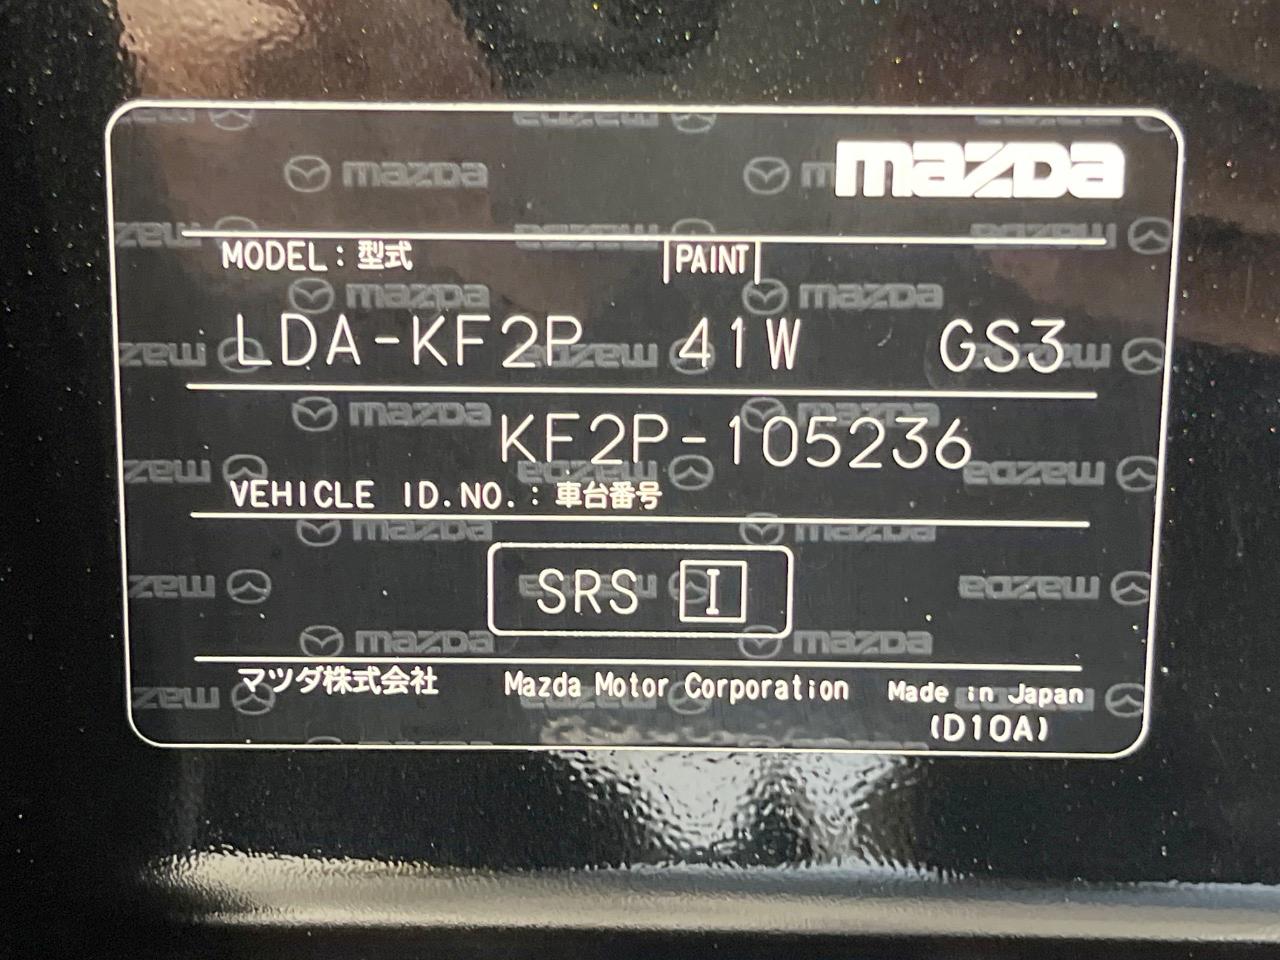 mazda
MODEL : 型式 PAINT
LDA-KF2P 41W GS3
KF2P-105236
VEHICLE ID.NO. : 車台番号
SRS I
マツダ株式会社 Mazda Motor Corporation Made in Japan
(D10A)